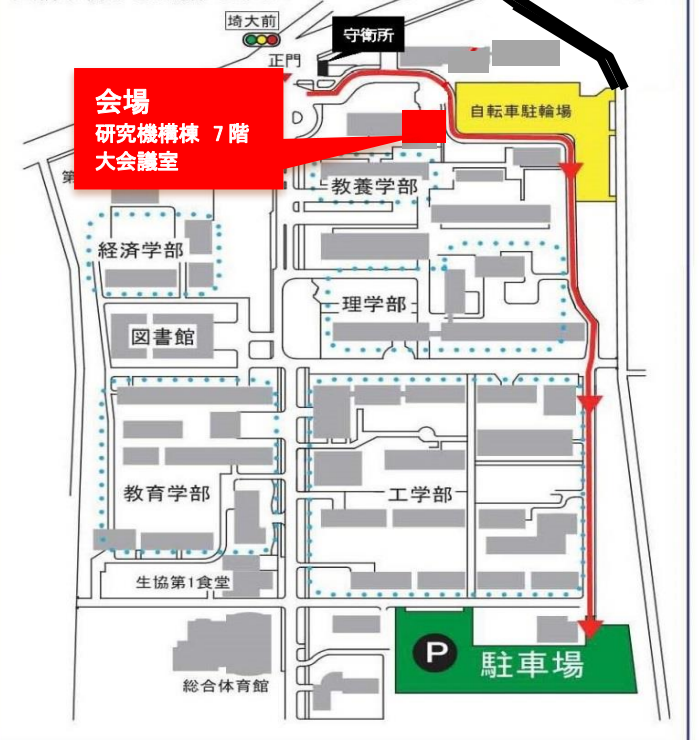 埼大前
守衛所
正門
会場
研究機構棟 7階
大会議室
自転車駐輪場
第
教養学部
経済学部
理学部
図書館
教育学部
工学部
生協第1食堂
P
駐車場
総合体育館